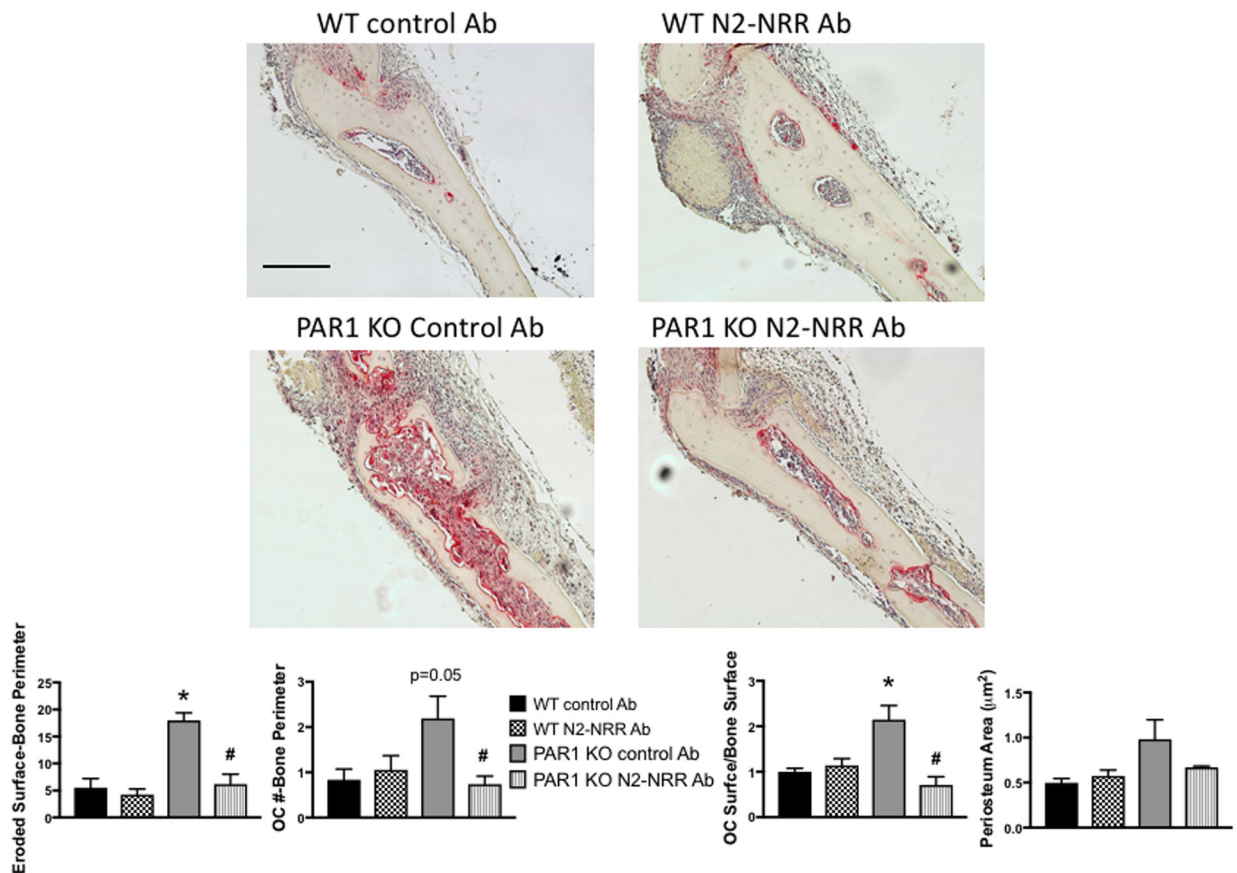 WT control Ab
WT N2-NRR Ab
PAR1 KO Control Ab
PAR1 KO N2-NRR Ab
Eroded Surface-Bone Perimeter
25
20
15
10
5
0
*
#
OC #-Bone Perimeter
3
2
1
0
p=0.05
#
WT control Ab
WT N2-NRR Ab
PAR1 KO control Ab
PAR1 KO N2-NRR Ab
OC Surfce/Bone Surface
3
2
1
0
*
#
Periosteum Area (μm²)
1.5
1.0
0.5
0.0